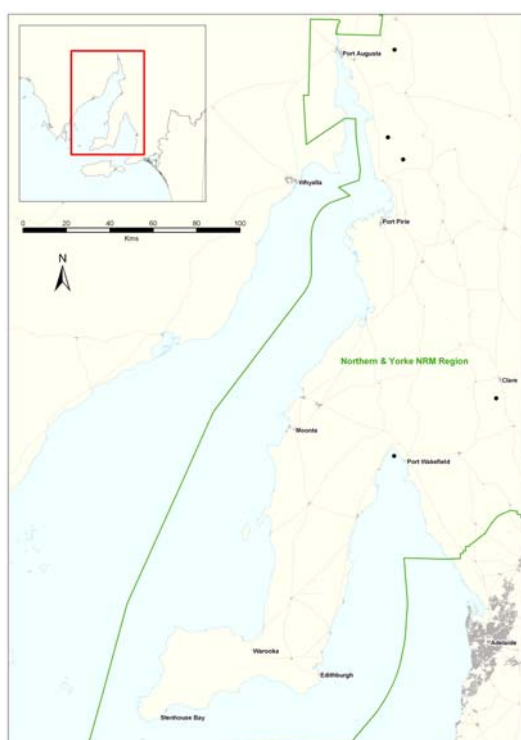 Port Augusta
Whyalla
0 20 40 60 80 100
Kms
N
Port Pirie
Northern & Yorke NRM Region
Clare
Moonta
Port Wakefield
Adelaide
Warooka
Edithburgh
Stenhouse Bay